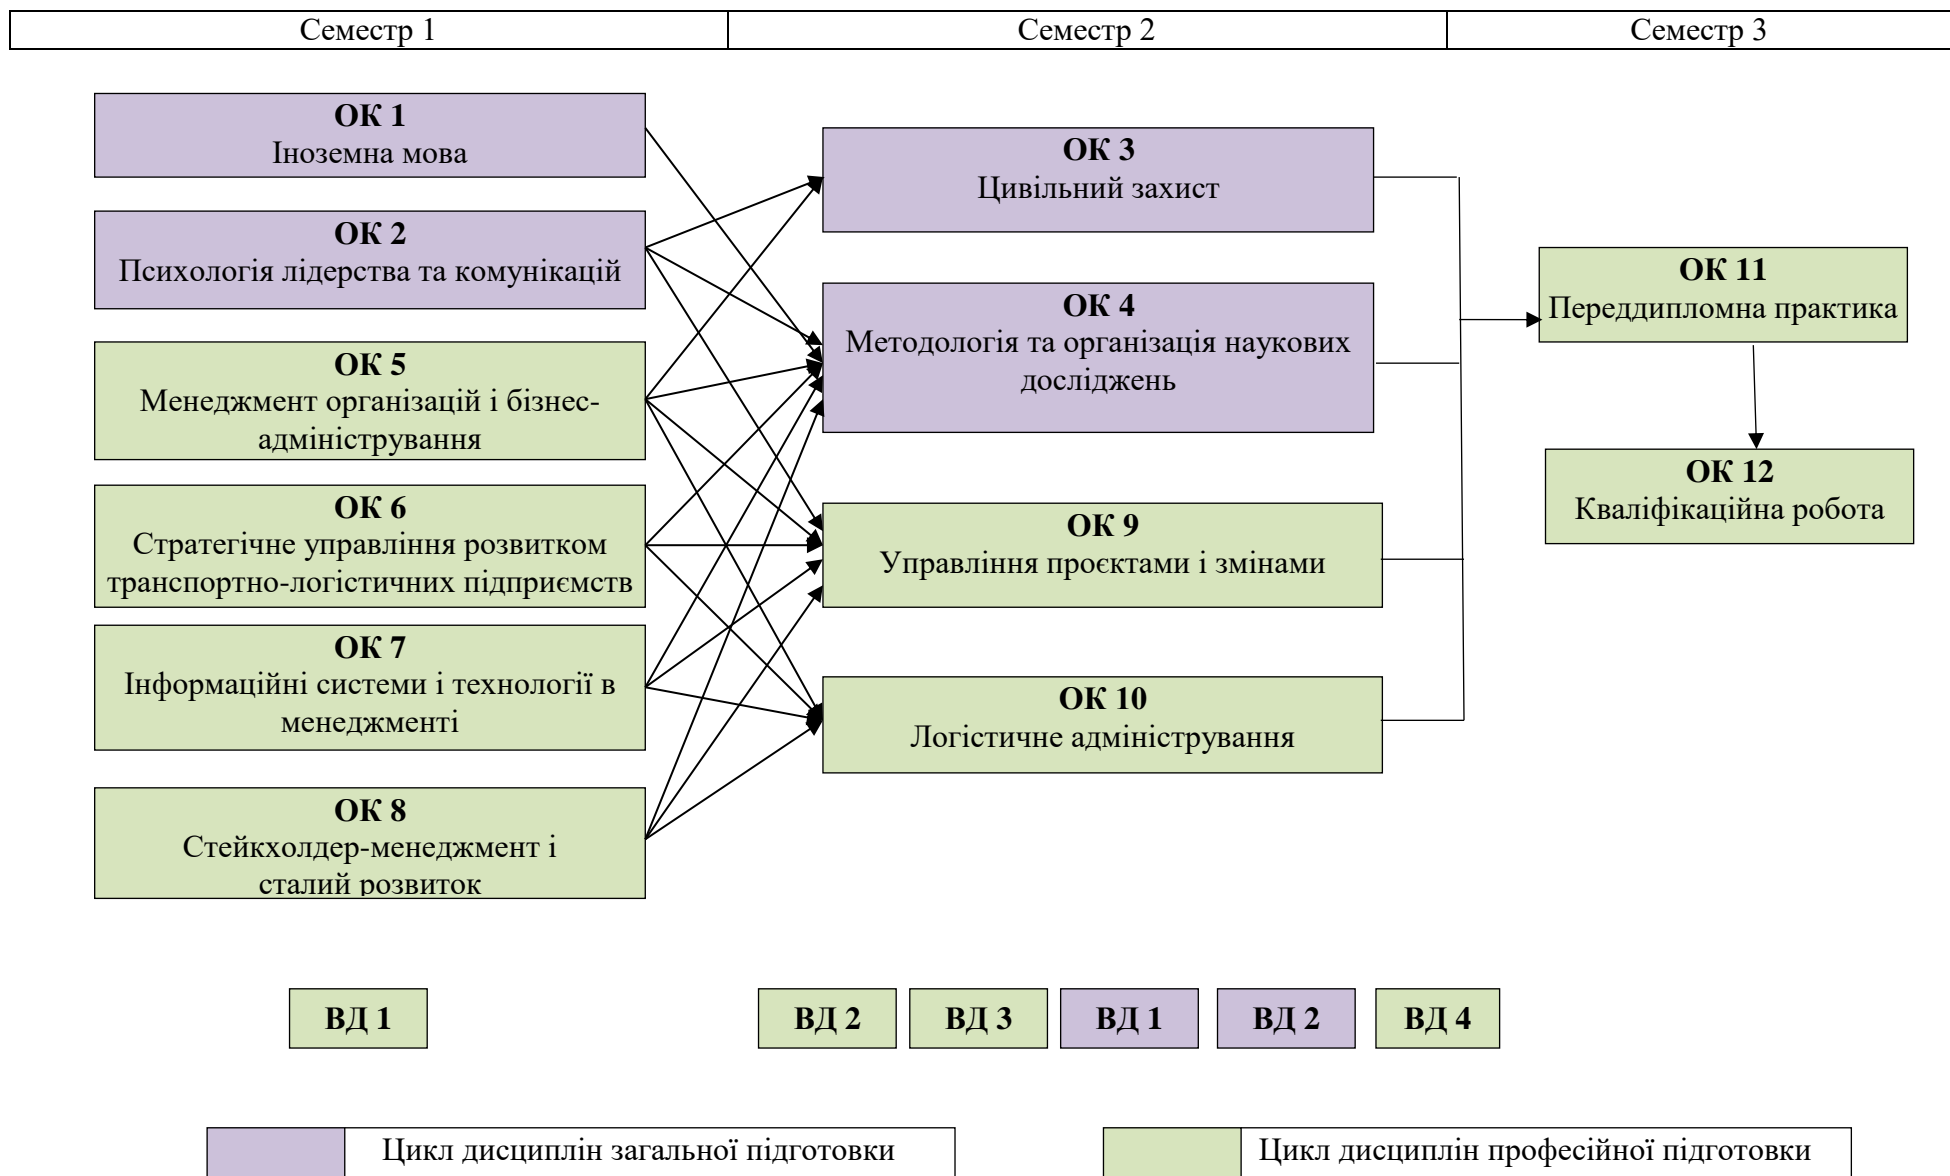 Семестр 1
Семестр 2
Семестр 3
ОК 1
Іноземна мова
ОК 2
Психологія лідерства та комунікацій
ОК 5
Менеджмент організацій і бізнес-
адміністрування
ОК 6
Стратегічне управління розвитком
транспортно-логістичних підприємств
ОК 7
Інформаційні системи і технології в
менеджменті
ОК 8
Стейкхолдер-менеджмент і
сталий розвиток
ОК 3
Цивільний захист
ОК 4
Методологія та організація наукових
досліджень
ОК 9
Управління проєктами і змінами
ОК 10
Логістичне адміністрування
ОК 11
Переддипломна практика
ОК 12
Кваліфікаційна робота
ВД 1
ВД 2
ВД 3
ВД 1
ВД 2
ВД 4
Цикл дисциплін загальної підготовки
Цикл дисциплін професійної підготовки